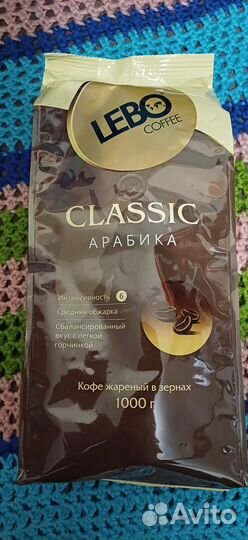 LEBO
COFFEE
CLASSIC
АРАБИКА
Интенсивность 6
Средняя обжарка
Сбалансированный
вкус с легкой
горчинкой
Кофе жареный в зернах
1000 г
Avito